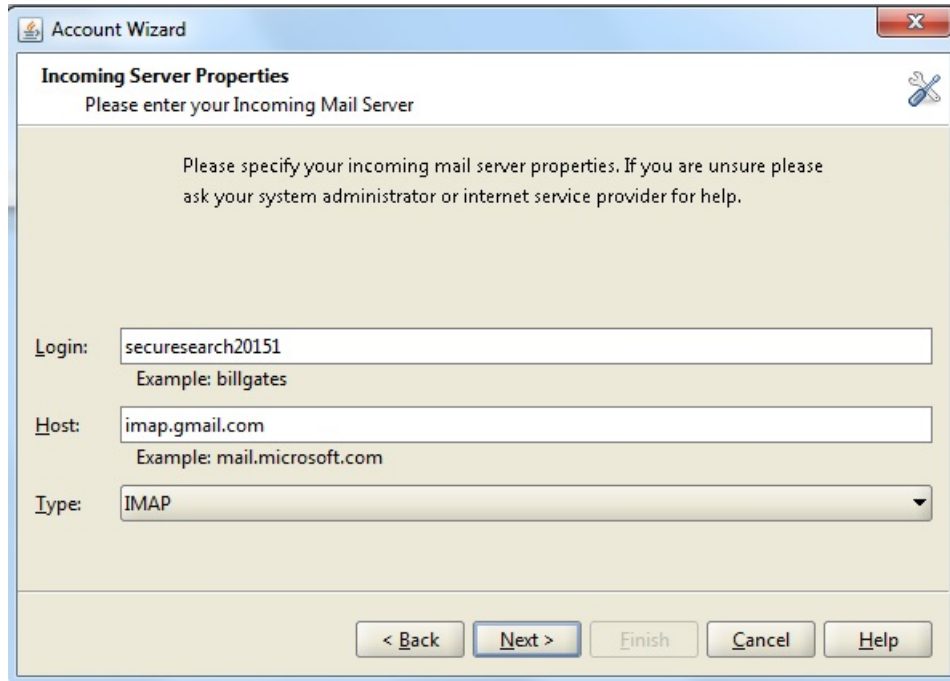 Account Wizard
Incoming Server Properties
Please enter your Incoming Mail Server
Please specify your incoming mail server properties. If you are unsure please
ask your system administrator or internet service provider for help.
Login: securesearch20151
Example: billgates
Host: imap.gmail.com
Example: mail.microsoft.com
Type: IMAP
< Back Next > Finish Cancel Help